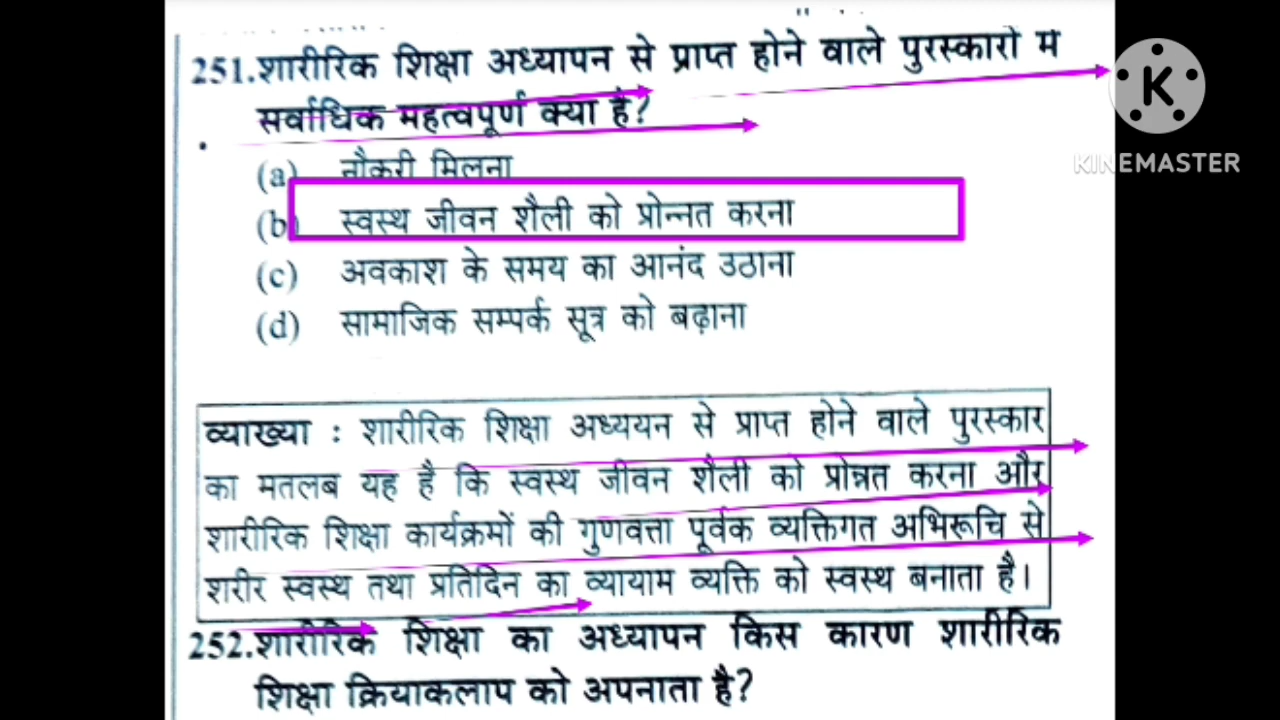 251.शारीरिक शिक्षा अध्यापन से प्राप्त होने वाले पुरस्कारो म
सर्वाधिक महत्वपूर्ण क्या है?
(a) नौकरी मिलना
(b) स्वस्थ जीवन शैली को प्रोन्नत करना
(c) अवकाश के समय का आनंद उठाना
(d) सामाजिक सम्पर्क सूत्र को बढ़ाना
व्याख्या : शारीरिक शिक्षा अध्ययन से प्राप्त होने वाले पुरस्कार
का मतलब यह है कि स्वस्थ जीवन शैली को प्रोन्नत करना और
शारीरिक शिक्षा कार्यक्रमों की गुणवत्ता पूर्वक व्यक्तिगत अभिरूचि से
शरीर स्वस्थ तथा प्रतिदिन का व्यायाम व्यक्ति को स्वस्थ बनाता है।
252.शारीरिक शिक्षा का अध्यापन किस कारण शारीरिक
शिक्षा क्रियाकलाप को अपनाता है?
K
KINEMASTER